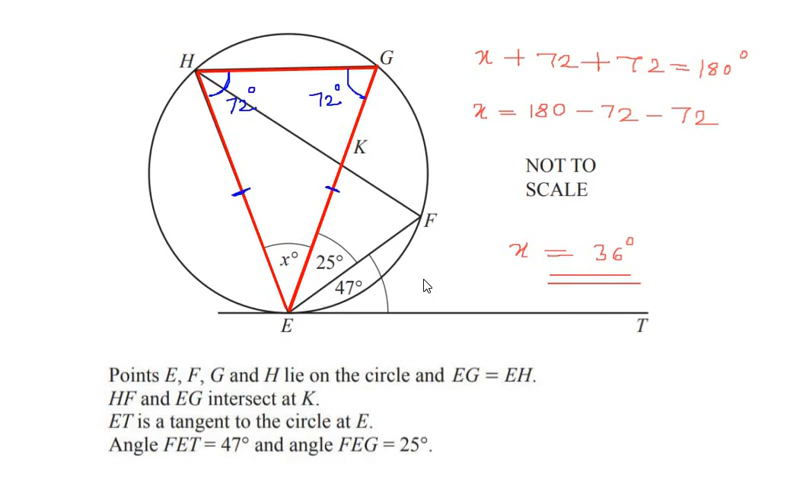 H
G
x + 72 + 72 = 180°
72°
72°
x = 180 - 72 - 72
K
NOT TO
SCALE
F
x°
25°
x = 36°
47°
E
T
Points E, F, G and H lie on the circle and EG = EH.
HF and EG intersect at K.
ET is a tangent to the circle at E.
Angle FET = 47° and angle FEG = 25°.